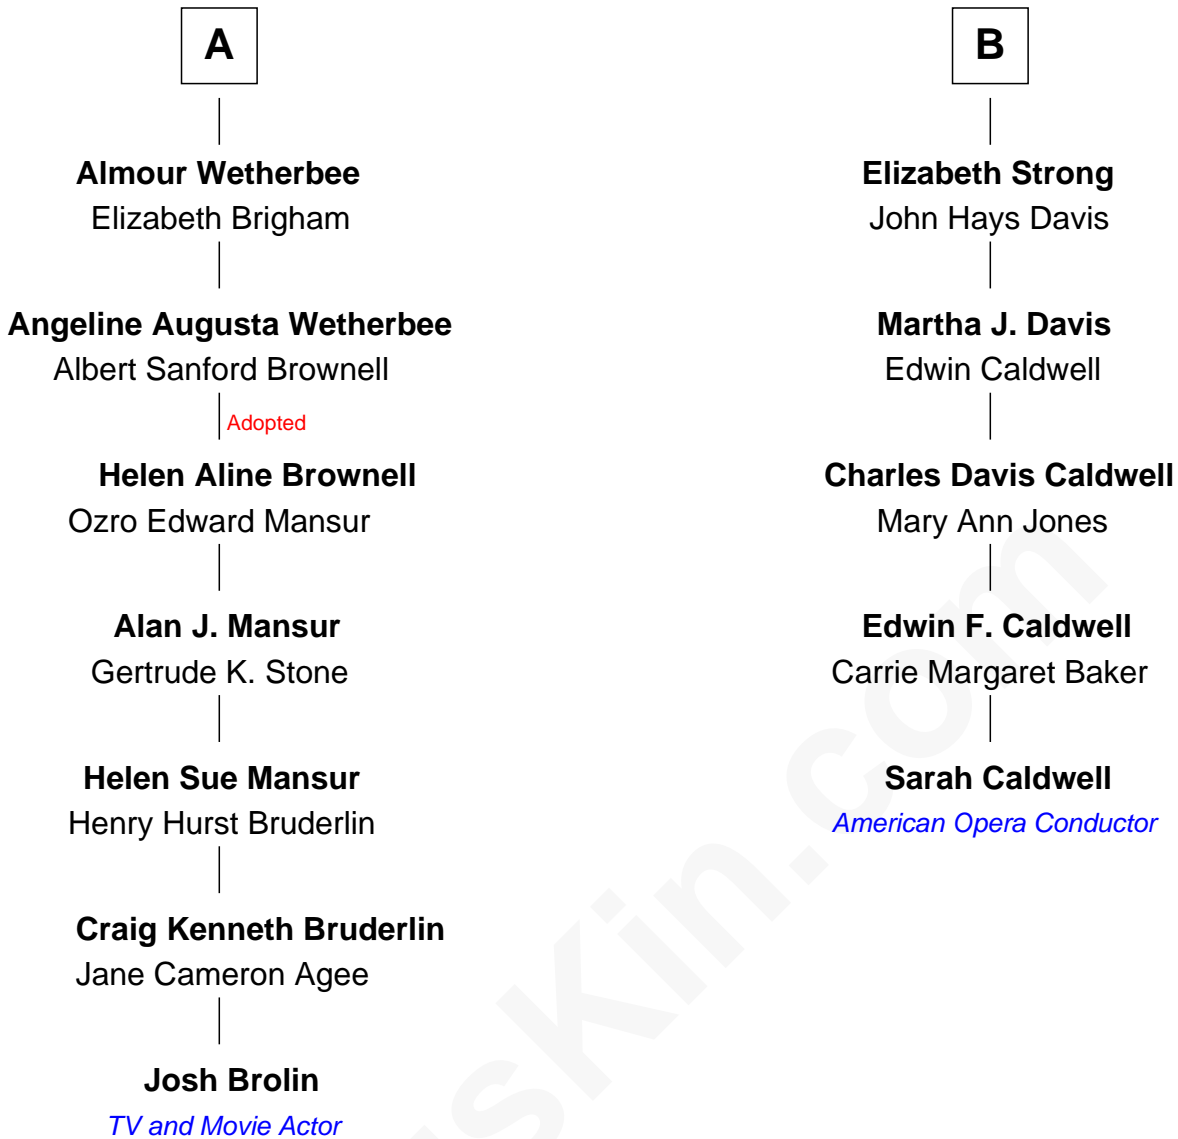 A
Almour Wetherbee
Elizabeth Brigham
Angeline Augusta Wetherbee
Albert Sanford Brownell
Adopted
Helen Aline Brownell
Ozro Edward Mansur
Alan J. Mansur
Gertrude K. Stone
Helen Sue Mansur
Henry Hurst Bruderlin
Craig Kenneth Bruderlin
Jane Cameron Agee
Josh Brolin
TV and Movie Actor
B
Elizabeth Strong
John Hays Davis
Martha J. Davis
Edwin Caldwell
Charles Davis Caldwell
Mary Ann Jones
Edwin F. Caldwell
Carrie Margaret Baker
Sarah Caldwell
American Opera Conductor
usKin.com